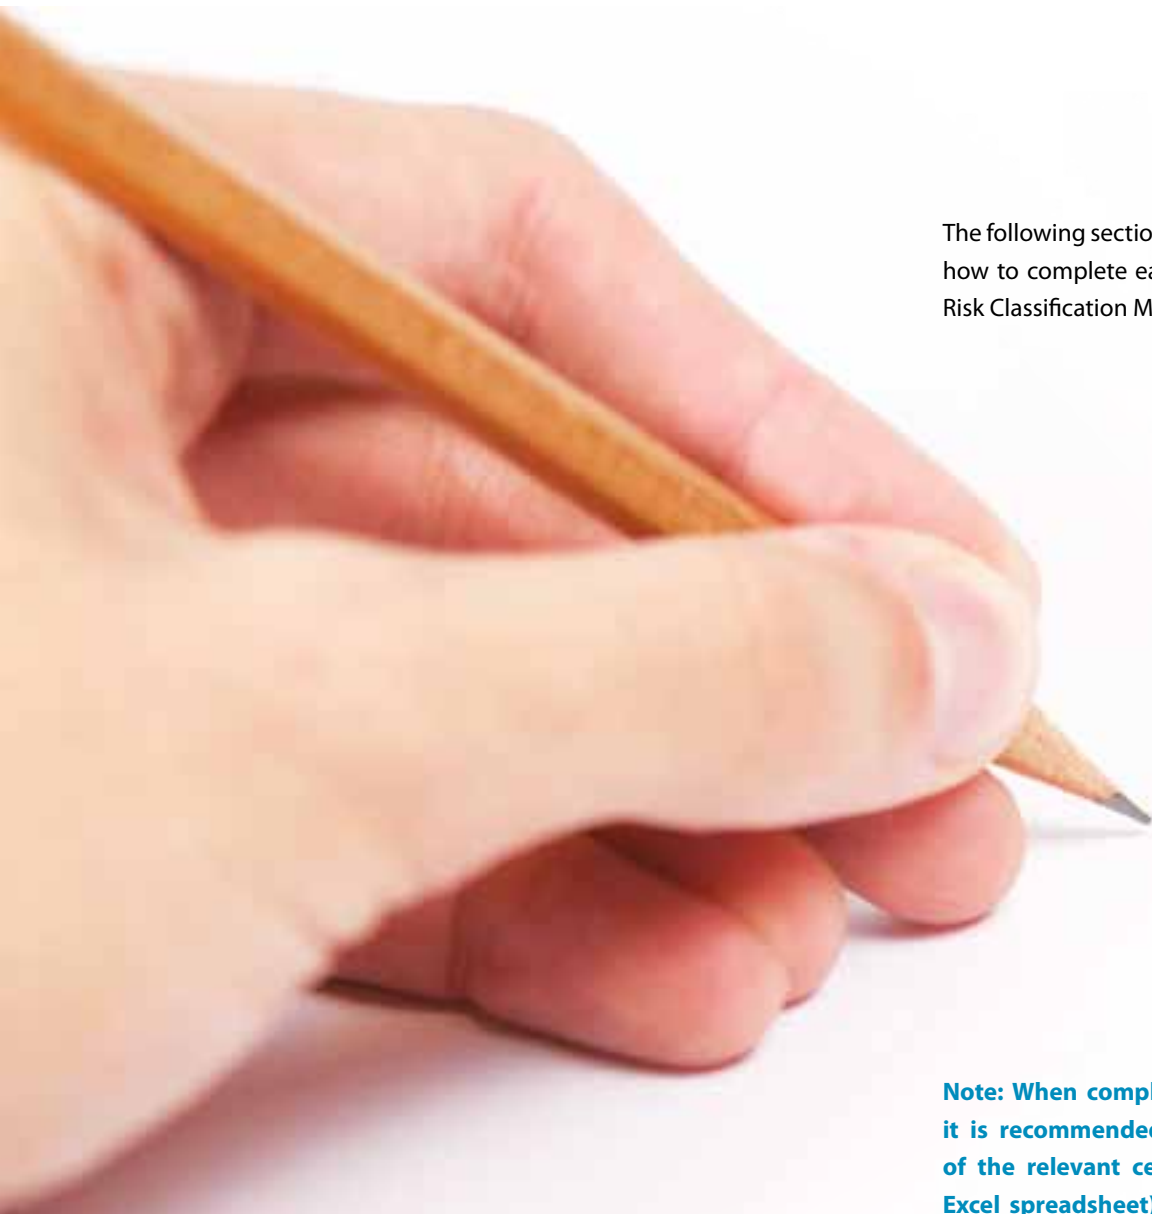 The following sectio
how to complete ea
Risk Classification M
Note: When compl
it is recommended
of the relevant ce
Excel spreadsheet)